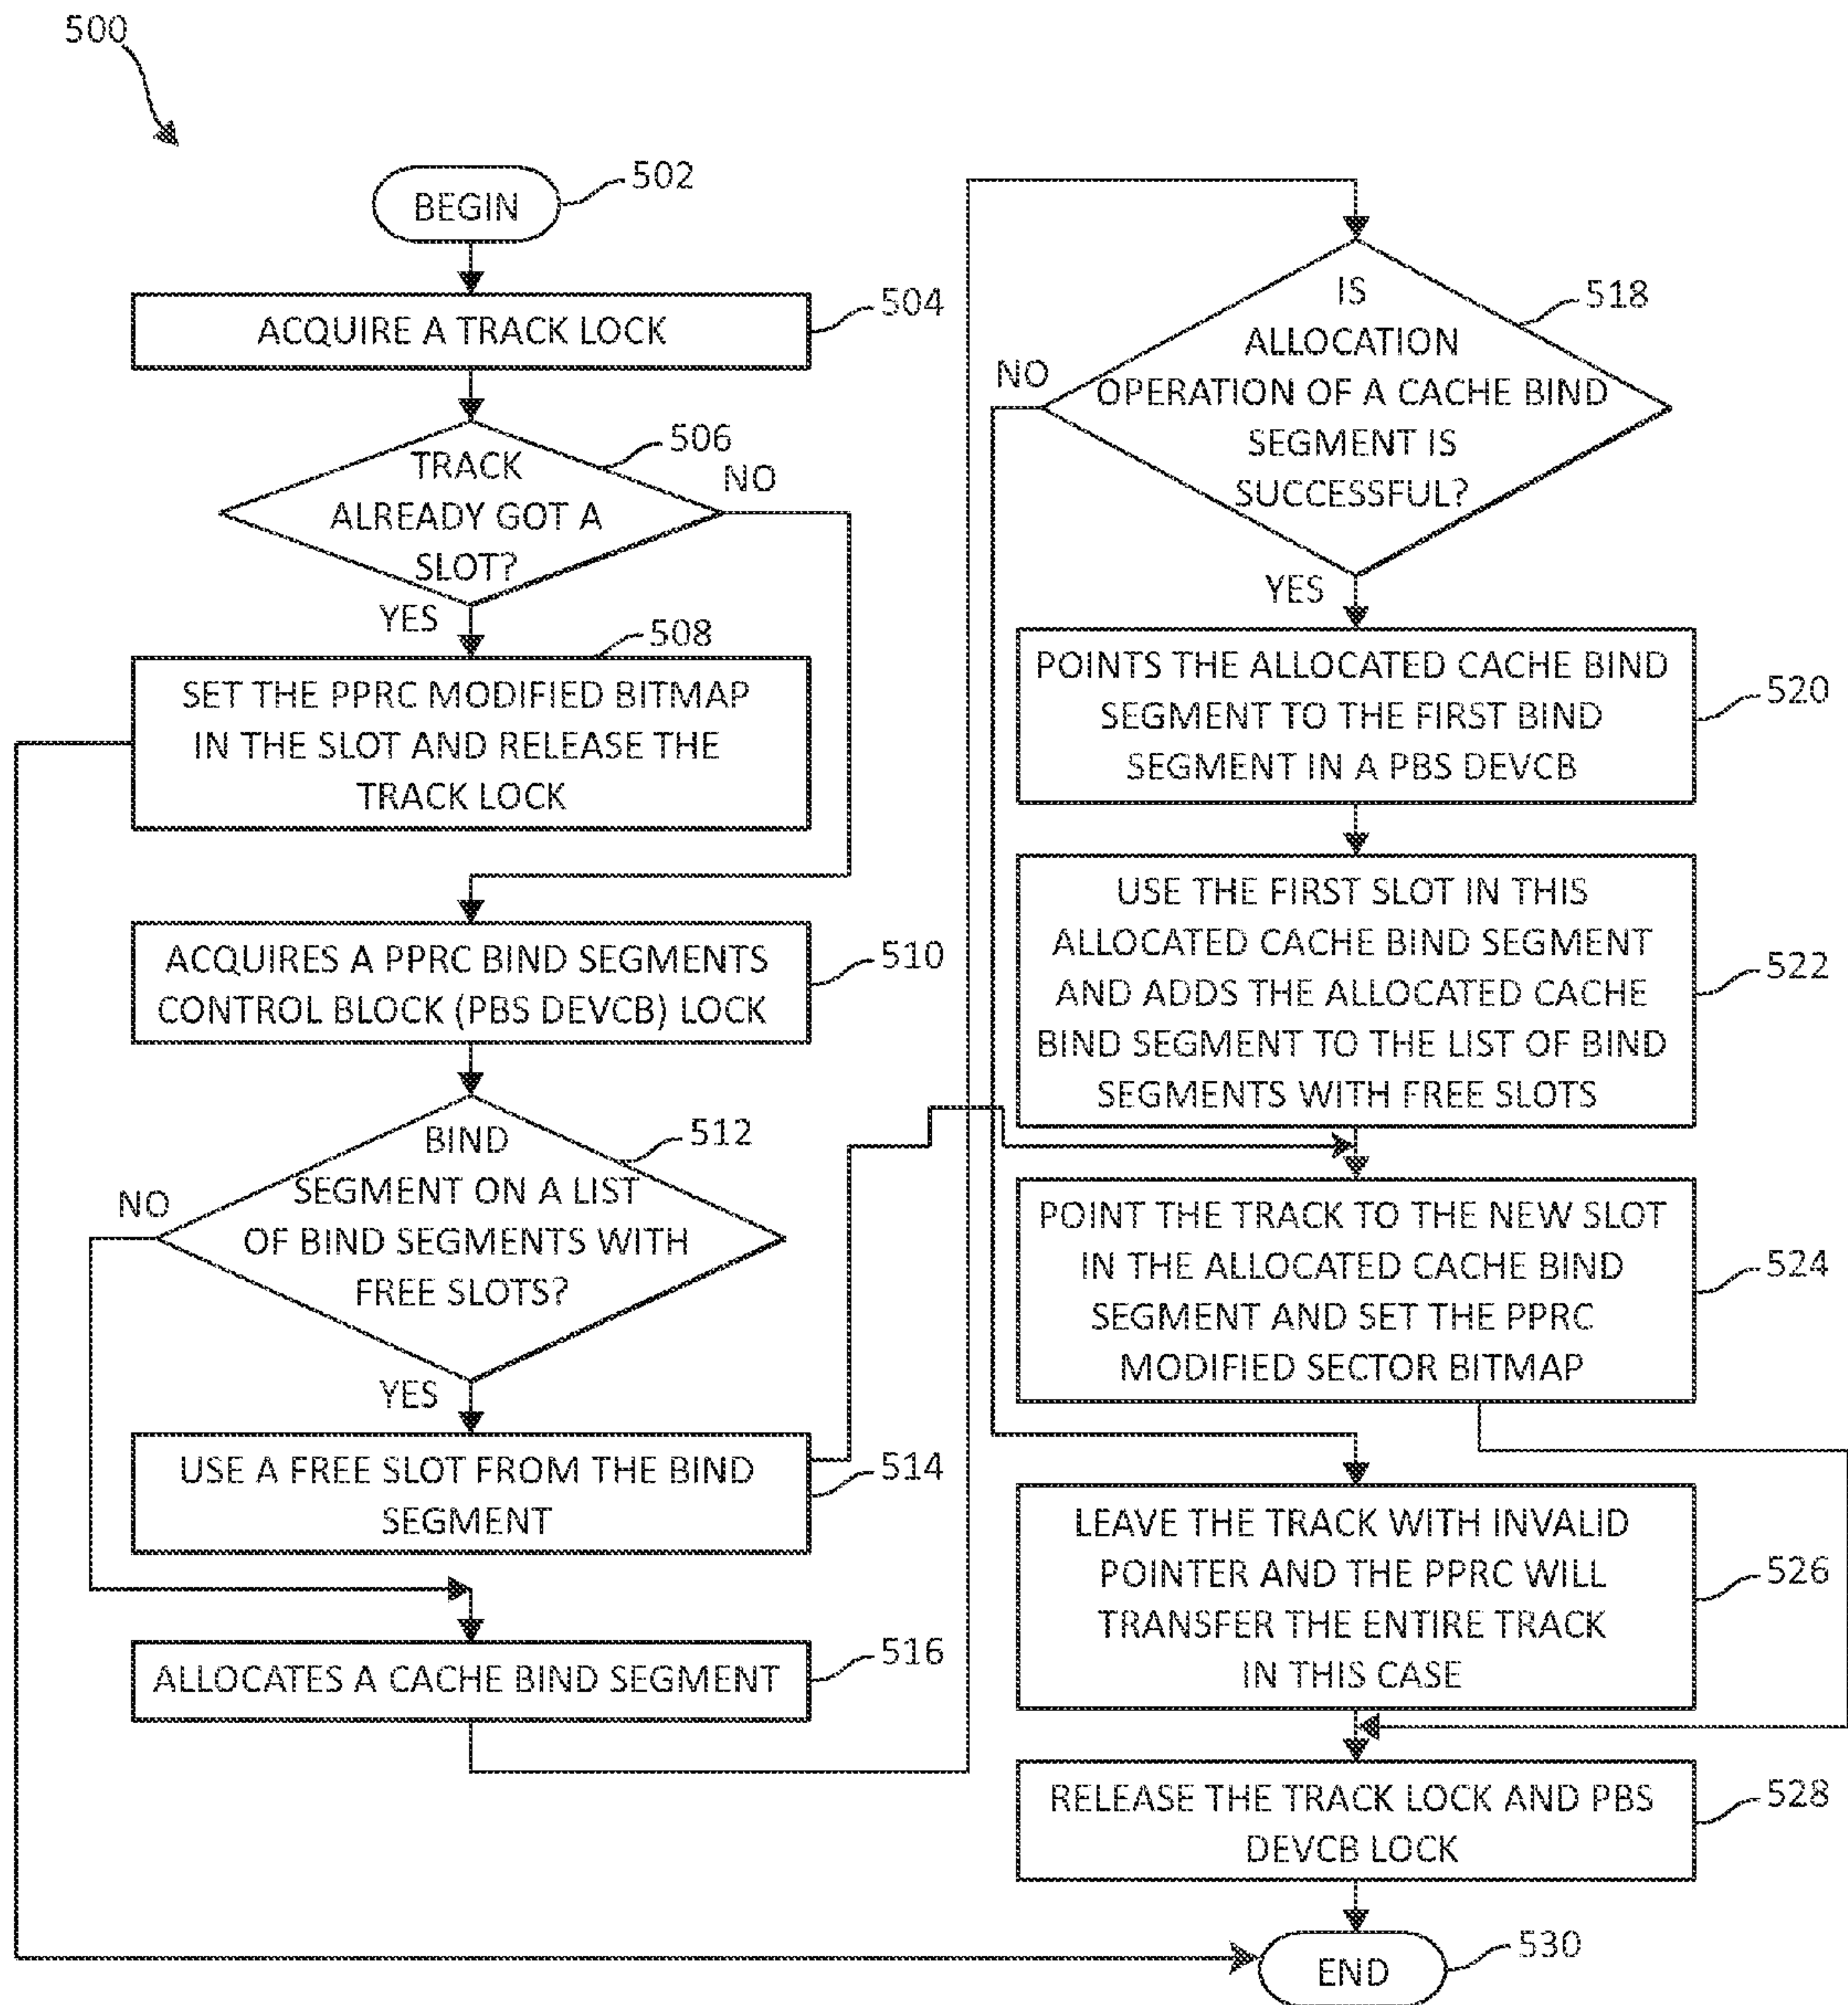 500
BEGIN
502
ACQUIRE A TRACK LOCK
504
TRACK
ALREADY GOT A
SLOT?
506
NO
YES
508
SET THE PPRC MODIFIED BITMAP
IN THE SLOT AND RELEASE THE
TRACK LOCK
ACQUIRES A PPRC BIND SEGMENTS
CONTROL BLOCK (PBS DEVCB) LOCK
510
BIND
SEGMENT ON A LIST
OF BIND SEGMENTS WITH
FREE SLOTS?
512
NO
YES
USE A FREE SLOT FROM THE BIND
SEGMENT
514
ALLOCATES A CACHE BIND SEGMENT
516
IS
ALLOCATION
OPERATION OF A CACHE BIND
SEGMENT IS
SUCCESSFUL?
518
NO
YES
POINTS THE ALLOCATED CACHE BIND
SEGMENT TO THE FIRST BIND
SEGMENT IN A PBS DEVCB
520
USE THE FIRST SLOT IN THIS
ALLOCATED CACHE BIND SEGMENT
AND ADDS THE ALLOCATED CACHE
BIND SEGMENT TO THE LIST OF BIND
SEGMENTS WITH FREE SLOTS
522
POINT THE TRACK TO THE NEW SLOT
IN THE ALLOCATED CACHE BIND
SEGMENT AND SET THE PPRC
MODIFIED SECTOR BITMAP
524
LEAVE THE TRACK WITH INVALID
POINTER AND THE PPRC WILL
TRANSFER THE ENTIRE TRACK
IN THIS CASE
526
RELEASE THE TRACK LOCK AND PBS
DEVCB LOCK
528
END
530